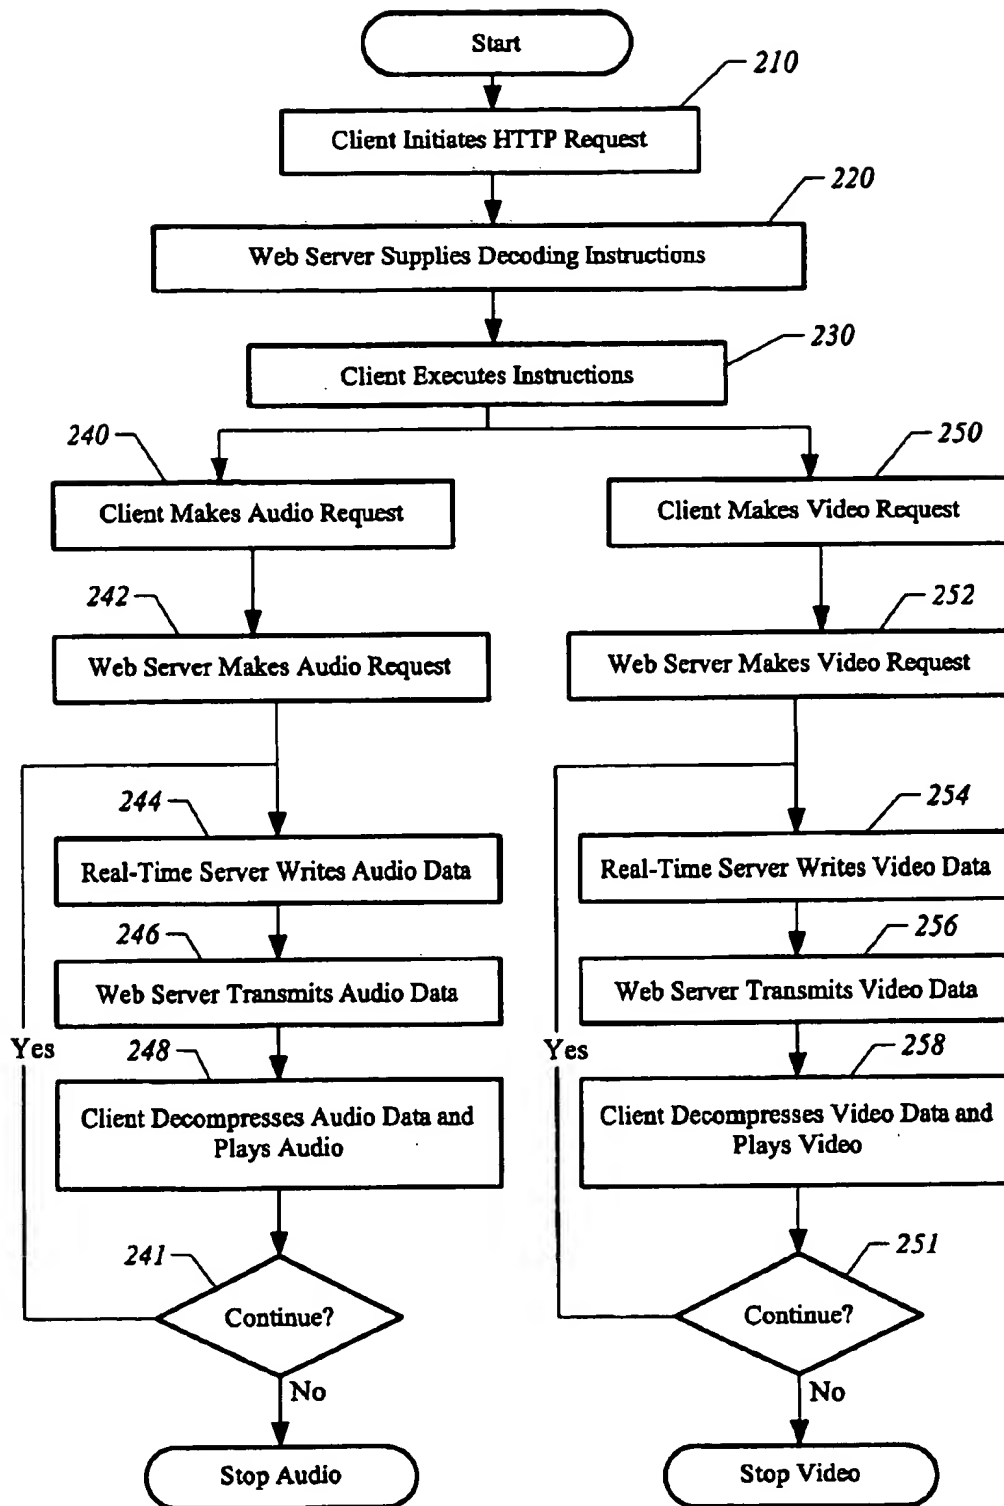 Start
210
Client Initiates HTTP Request
220
Web Server Supplies Decoding Instructions
230
Client Executes Instructions
240
250
Client Makes Audio Request
Client Makes Video Request
242
252
Web Server Makes Audio Request
Web Server Makes Video Request
244
254
Real-Time Server Writes Audio Data
Real-Time Server Writes Video Data
246
256
Web Server Transmits Audio Data
Web Server Transmits Video Data
Yes
248
Yes
258
Client Decompresses Audio Data and
Plays Audio
Client Decompresses Video Data and
Plays Video
241
251
Continue?
Continue?
No
No
Stop Audio
Stop Video